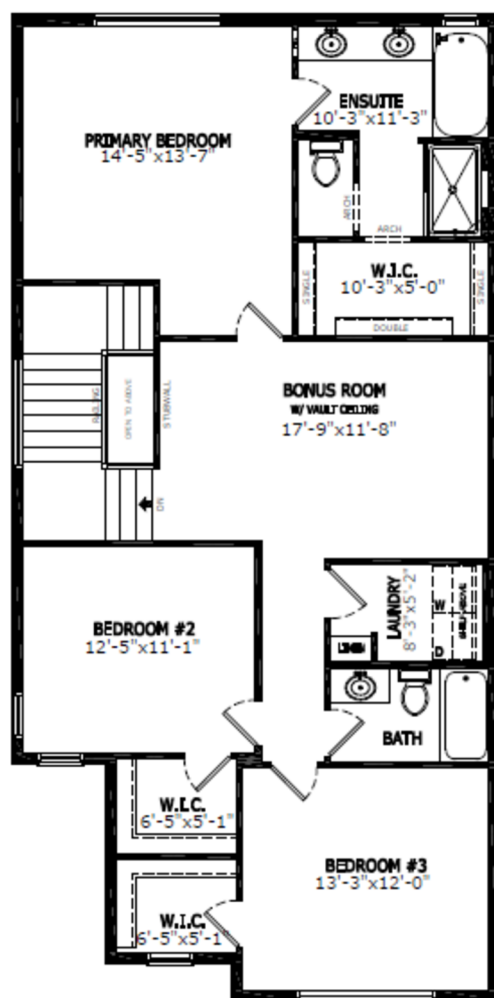 ENSUITE
10'-3"x11'-3"
PRIMARY BEDROOM
14'-5"x13'-7"
ARCH
ARCH
W.I.C.
10'-3"x5'-0"
SINGLE
SINGLE
DOUBLE
RAILING
OPEN TO ABOVE
STUBWALL
BONUS ROOM
W/ VAULT CEILING
17'-9"x11'-8"
DN
BEDROOM #2
12'-5"x11'-1"
LAUNDRY
8'-3"x5'-2"
W
D
SHELF ABOVE
LINEN
BATH
W.I.C.
6'-5"x5'-1"
BEDROOM #3
13'-3"x12'-0"
W.I.C.
6'-5"x5'-1"